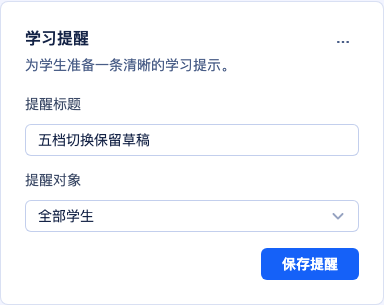 学习提醒
...
为学生准备一条清晰的学习提示。
提醒标题
五档切换保留草稿
提醒对象
全部学生
保存提醒